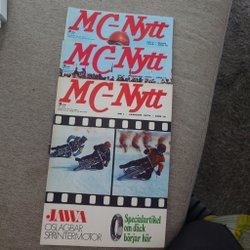 MC-Nytt
MC-Nytt
MC-Nytt
JAWA
OSLAGBAR
SPRINTERMOTOR
Specialartikel
om däck
börjar här